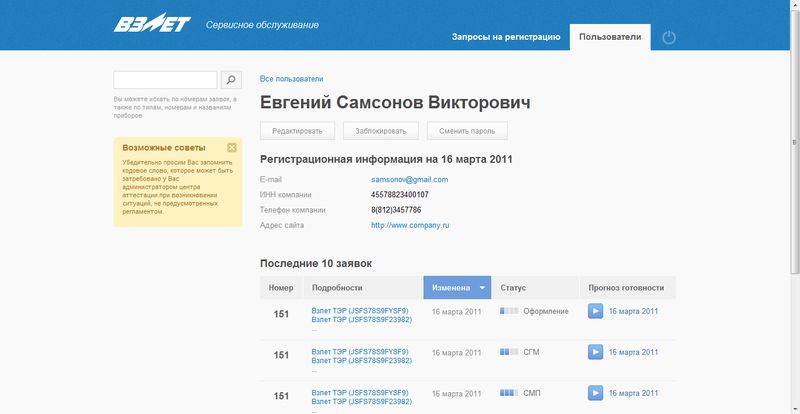 ВЗЛЕТ
Сервисное обслуживание
Запросы на регистрацию
Пользователи
Вы можете искать по номерам заявок, а
также по типам, номерам и названиям
приборов
Возможные советы
Убедительно просим Вас запомнить
кодовое слово, которое может быть
затребовано у Вас
администратором центра
аттестации при возникновении
ситуаций, не предусмотренных
регламентом.
Все пользователи
Евгений Самсонов Викторович
Редактировать
Заблокировать
Сменить пароль
Регистрационная информация на 16 марта 2011
E-mail samsonov@gmail.com
ИНН компании 45578823400107
Телефон компании 8(812)3457786
Адрес сайта http://www.company.ru
Последние 10 заявок
Номер Подробности Изменена Статус Прогноз готовности
151 Взлет ТЭР (JSFS78S9FYSF9) 16 марта 2011 Оформление 16 марта 2011
Взлет ТЭР (JSFS78S9F23982)
...
151 Взлет ТЭР (JSFS78S9FYSF9) 16 марта 2011 СГМ 16 марта 2011
Взлет ТЭР (JSFS78S9F23982)
...
151 Взлет ТЭР (JSFS78S9FYSF9) 16 марта 2011 СМП 16 марта 2011
Взлет ТЭР (JSFS78S9F23982)
...